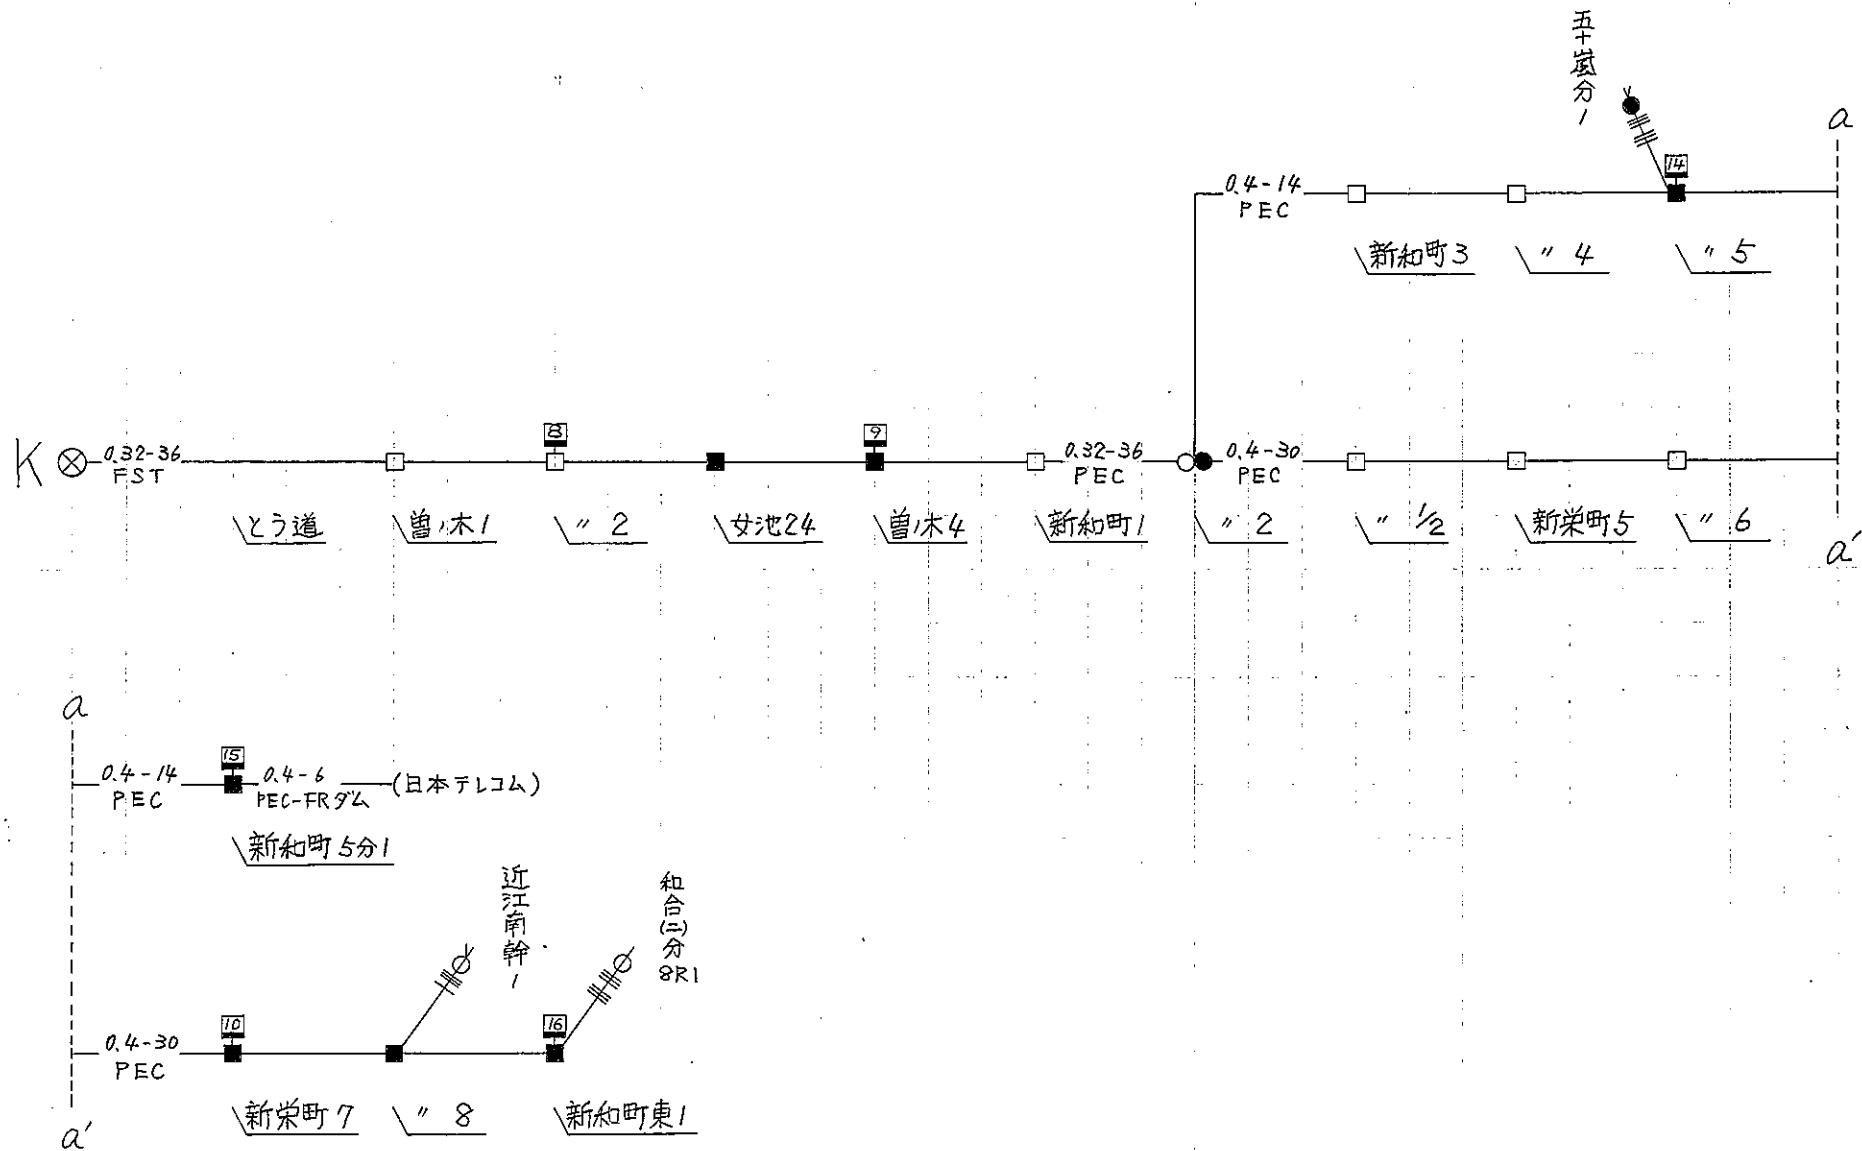 五十嵐分1
a
14
0.4-14
PEC
新和町3
〃 4
〃 5
K
0.32-36
FST
8
9
0.32-36
PEC
0.4-30
PEC
とう道
曽ノ木1
〃 2
女池24
曽ノ木4
新和町1
〃 2
〃 1/2
新栄町5
〃 6
a'
a
0.4-14
PEC
15
0.4-6
PEC-FRダム
(日本テレコム)
新和町5分1
近江南幹1
和合(二)分8R1
0.4-30
PEC
10
16
新栄町7
〃 8
新和町東1
a'